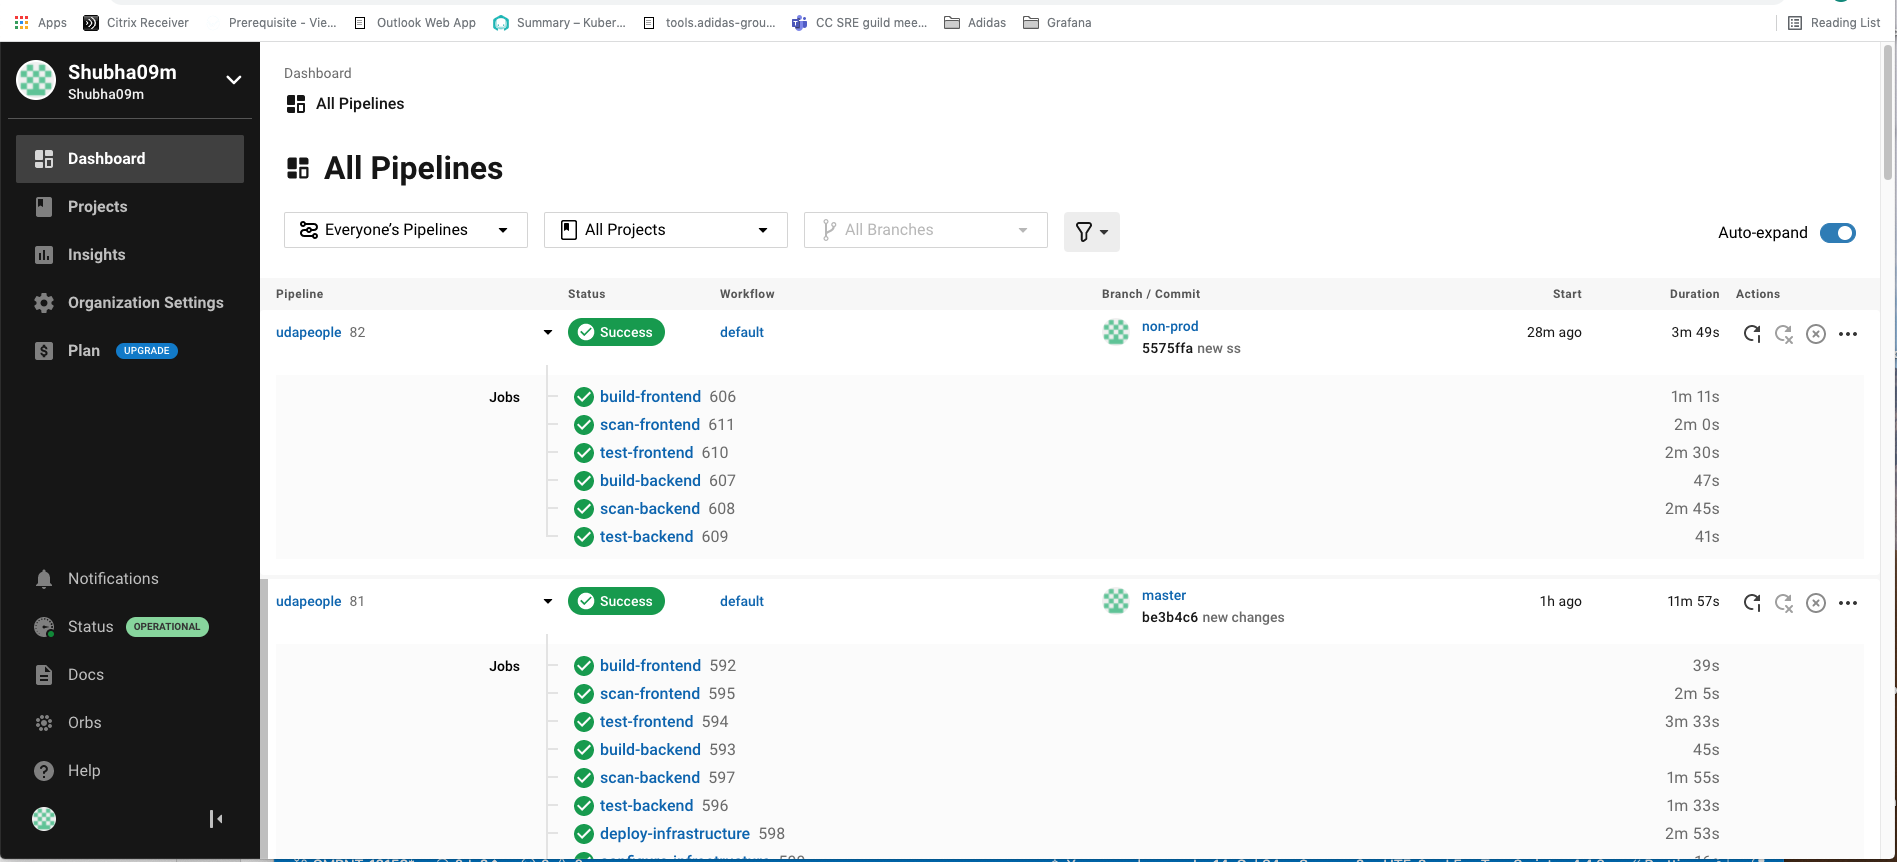 Apps Citrix Receiver Prerequisite - Vie... Outlook Web App Summary – Kuber... tools.adidas-grou... CC SRE guild mee... Adidas Grafana Reading List
Shubha09m
Shubha09m
Dashboard
Projects
Insights
Organization Settings
Plan UPGRADE
Notifications
Status OPERATIONAL
Docs
Orbs
Help
Dashboard
All Pipelines
All Pipelines
Everyone's Pipelines All Projects All Branches Auto-expand
Pipeline Status Workflow Branch / Commit Start Duration Actions
udapeople 82 Success default non-prod 28m ago 3m 49s
5575ffa new ss
Jobs build-frontend 606 1m 11s
scan-frontend 611 2m 0s
test-frontend 610 2m 30s
build-backend 607 47s
scan-backend 608 2m 45s
test-backend 609 41s
udapeople 81 Success default master 1h ago 11m 57s
be3b4c6 new changes
Jobs build-frontend 592 39s
scan-frontend 595 2m 5s
test-frontend 594 3m 33s
build-backend 593 45s
scan-backend 597 1m 55s
test-backend 596 1m 33s
deploy-infrastructure 598 2m 53s